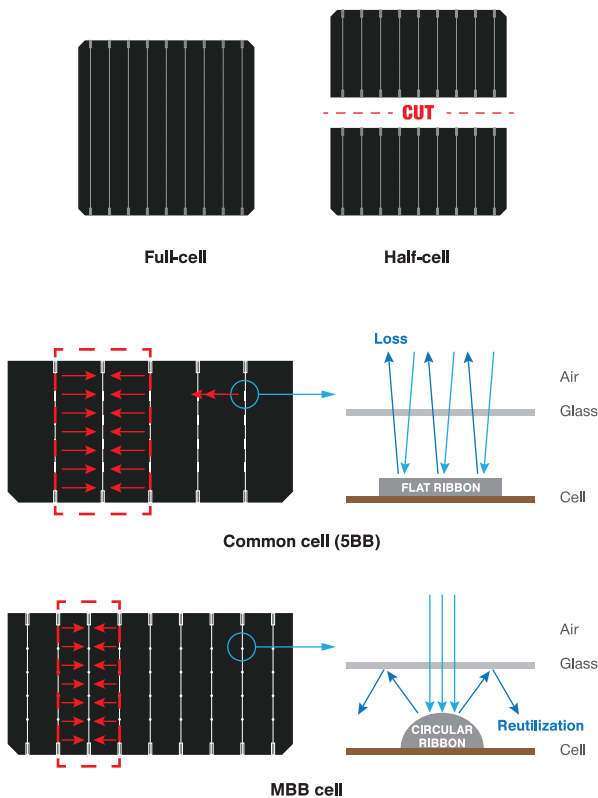 CUT
Full-cell
Half-cell
Loss
Air
Glass
FLAT RIBBON
Cell
Common cell (5BB)
Air
Glass
CIRCULAR
RIBBON
Reutilization
Cell
MBB cell